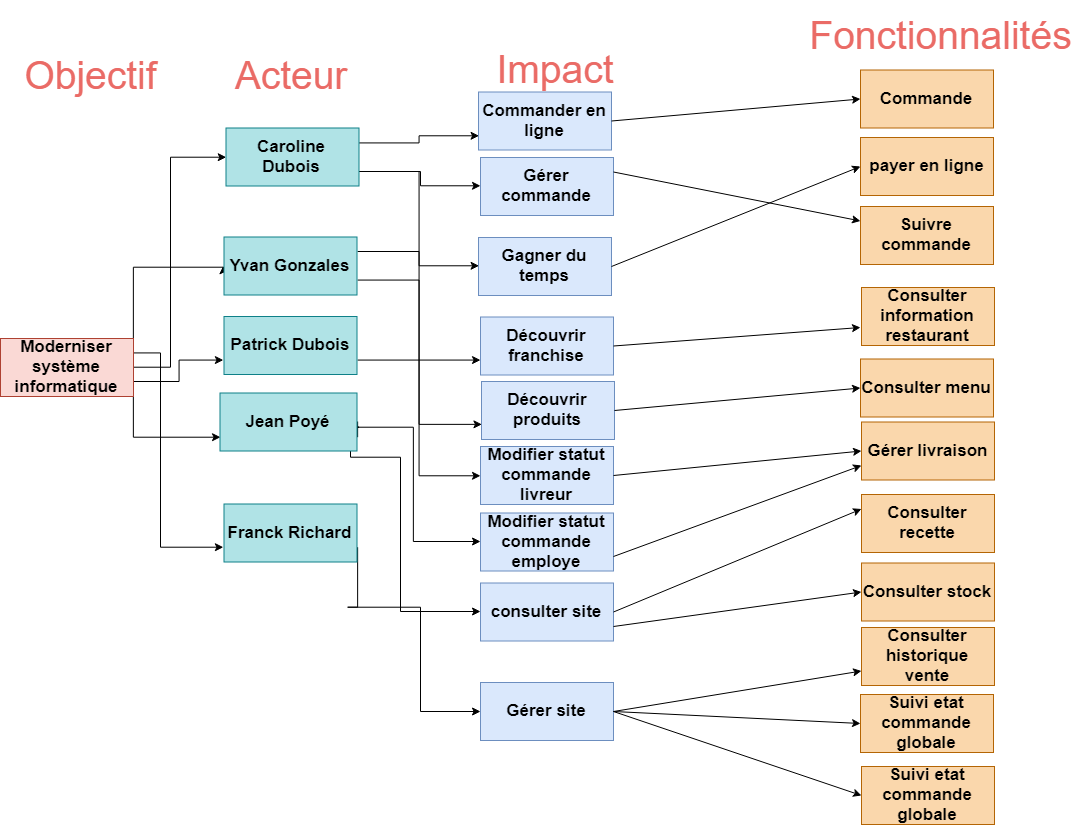 Objectif
Acteur
Impact
Fonctionnalités
Moderniser
système
informatique
Caroline
Dubois
Yvan Gonzales
Patrick Dubois
Jean Poyé
Franck Richard
Commander en
ligne
Gérer
commande
Gagner du
temps
Découvrir
franchise
Découvrir
produits
Modifier statut
commande
livreur
Modifier statut
commande
employe
consulter site
Gérer site
Commande
payer en ligne
Suivre
commande
Consulter
information
restaurant
Consulter menu
Gérer livraison
Consulter
recette
Consulter stock
Consulter
historique
vente
Suivi etat
commande
globale
Suivi etat
commande
globale